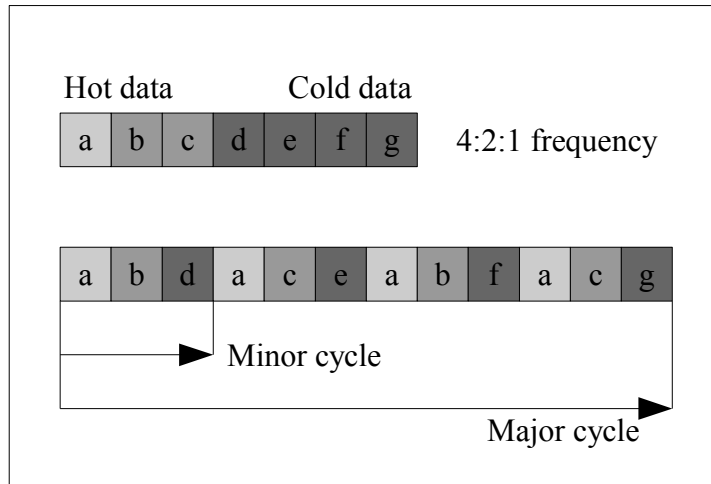 Hot data Cold data
a b c d e f g 4:2:1 frequency
a b d a c e a b f a c g
Minor cycle
Major cycle